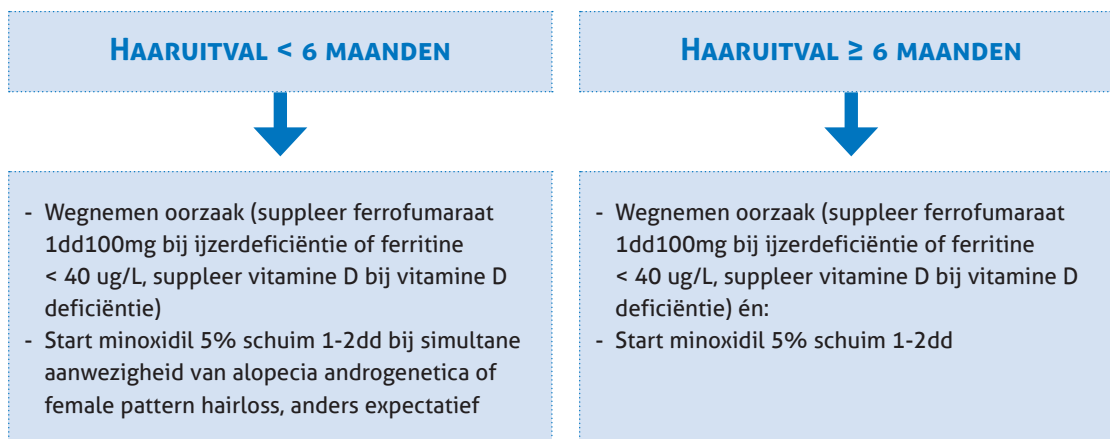 HAARUITVAL < 6 MAANDEN
- Wegnemen oorzaak (suppleer ferrofumaraat
1dd100mg bij ijzerdeficiëntie of ferritine
< 40 ug/L, suppleer vitamine D bij vitamine D
deficiëntie)
- Start minoxidil 5% schuim 1-2dd bij simultane
aanwezigheid van alopecia androgenetica of
female pattern hairloss, anders expectatief
HAARUITVAL ≥ 6 MAANDEN
- Wegnemen oorzaak (suppleer ferrofumaraat
1dd100mg bij ijzerdeficiëntie of ferritine
< 40 ug/L, suppleer vitamine D bij vitamine D
deficiëntie) én:
- Start minoxidil 5% schuim 1-2dd